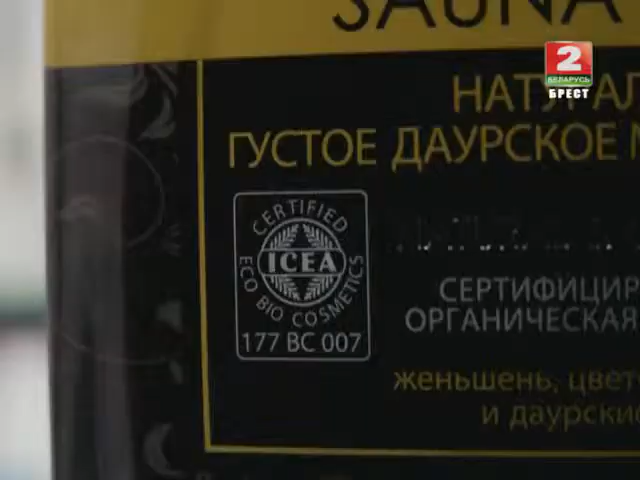 SAUNA
2
БЕЛАРУСЬ
БРЕСТ
НАТУРАЛ
ГУСТОЕ ДАУРСКОЕ
CERTIFIED
ICEA
ECO BIO COSMETICS
177 BC 007
СЕРТИФИЦИР
ОРГАНИЧЕСКАЯ
женьшень, цвет
и даурски